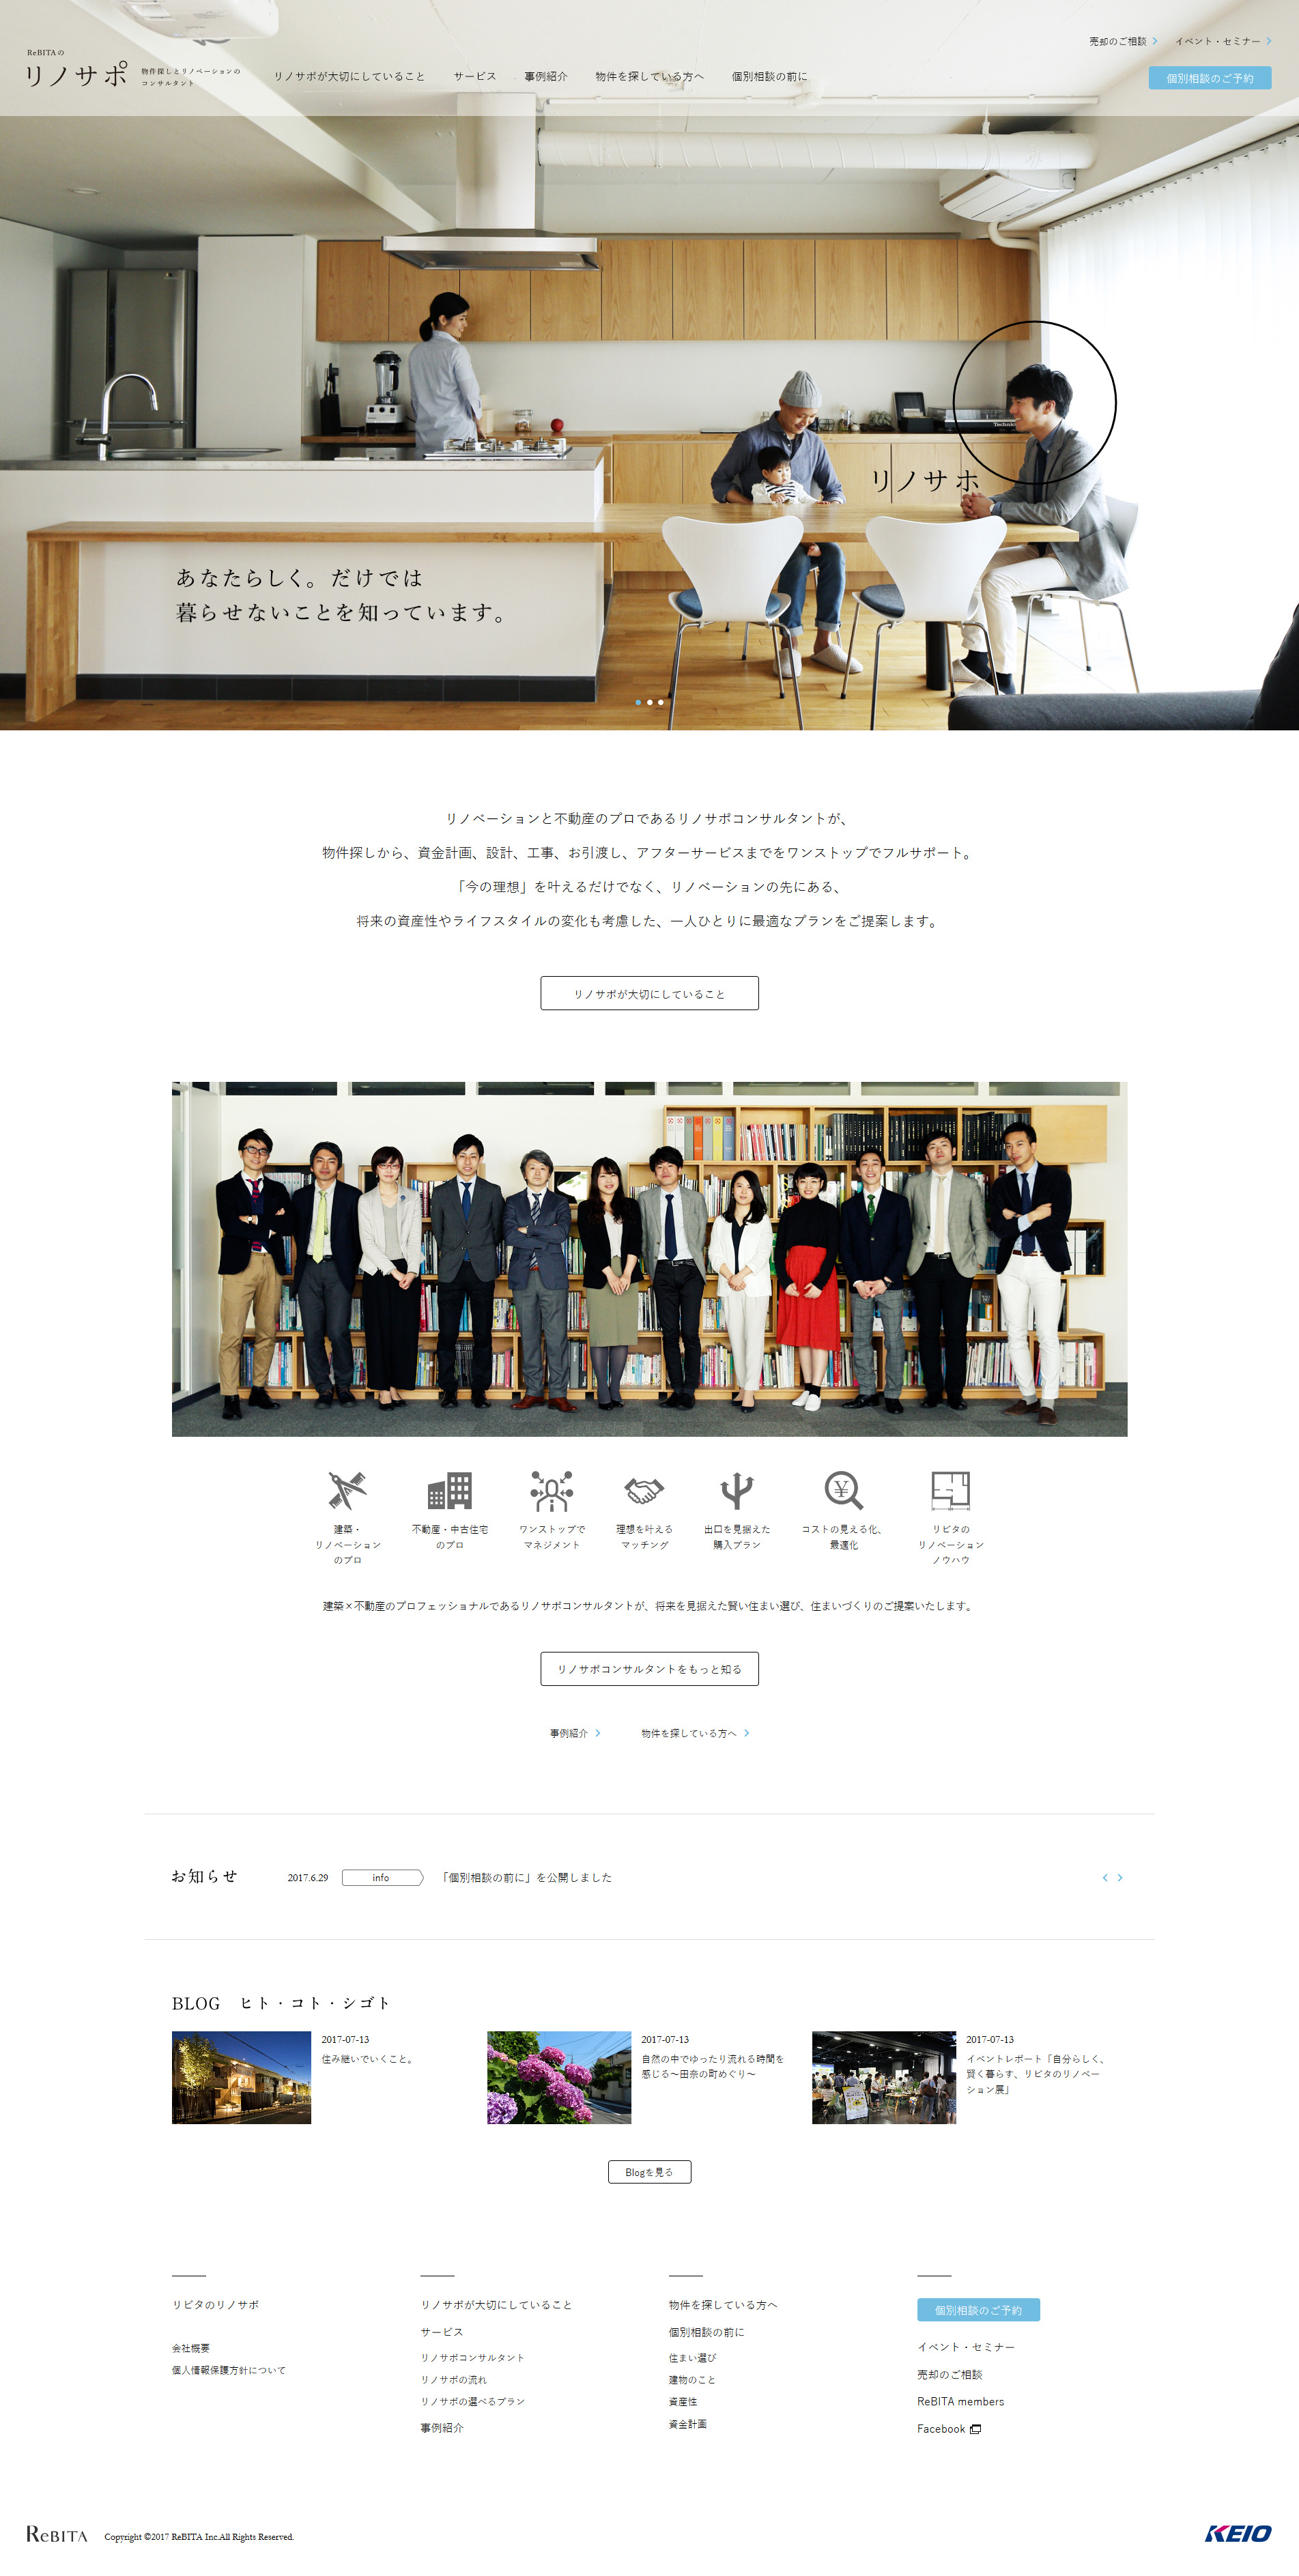 売却のご相談
イベント・セミナー
ReBITAの
リノサポ
物件探しとリノベーションの
コンサルタント
リノサポが大切にしていること
サービス
事例紹介
物件を探している方へ
個別相談の前に
個別相談のご予約
リノサポ
あなたらしく。だけでは
暮らせないことを知っています。
リノベーションと不動産のプロであるリノサポコンサルタントが、
物件探しから、資金計画、設計、工事、お引渡し、アフターサービスまでをワンストップでフルサポート。
「今の理想」を叶えるだけでなく、リノベーションの先にある、
将来の資産性やライフスタイルの変化も考慮した、一人ひとりに最適なプランをご提案します。
リノサポが大切にしていること
建築・
リノベーション
のプロ
不動産・中古住宅
のプロ
ワンストップで
マネジメント
理想を叶える
マッチング
出口を見据えた
購入プラン
コストの見える化、
最適化
リビタの
リノベーション
ノウハウ
建築×不動産のプロフェッショナルであるリノサポコンサルタントが、将来を見据えた賢い住まい選び、住まいづくりのご提案いたします。
リノサポコンサルタントをもっと知る
事例紹介
物件を探している方へ
お知らせ
2017.6.29
info
「個別相談の前に」を公開しました
BLOG ヒト・コト・シゴト
2017-07-13
住み継いでいくこと。
2017-07-13
自然の中でゆったり流れる時間を
感じる〜田奈の町めぐり〜
2017-07-13
イベントレポート「自分らしく、
賢く暮らす、リビタのリノベー
ション展」
Blogを見る
リビタのリノサポ
会社概要
個人情報保護方針について
リノサポが大切にしていること
サービス
リノサポコンサルタント
リノサポの流れ
リノサポの選べるプラン
事例紹介
物件を探している方へ
個別相談の前に
住まい選び
建物のこと
資産性
資金計画
個別相談のご予約
イベント・セミナー
売却のご相談
ReBITA members
Facebook
ReBITA
Copyright ©2017 ReBITA Inc.All Rights Reserved.
KEIO